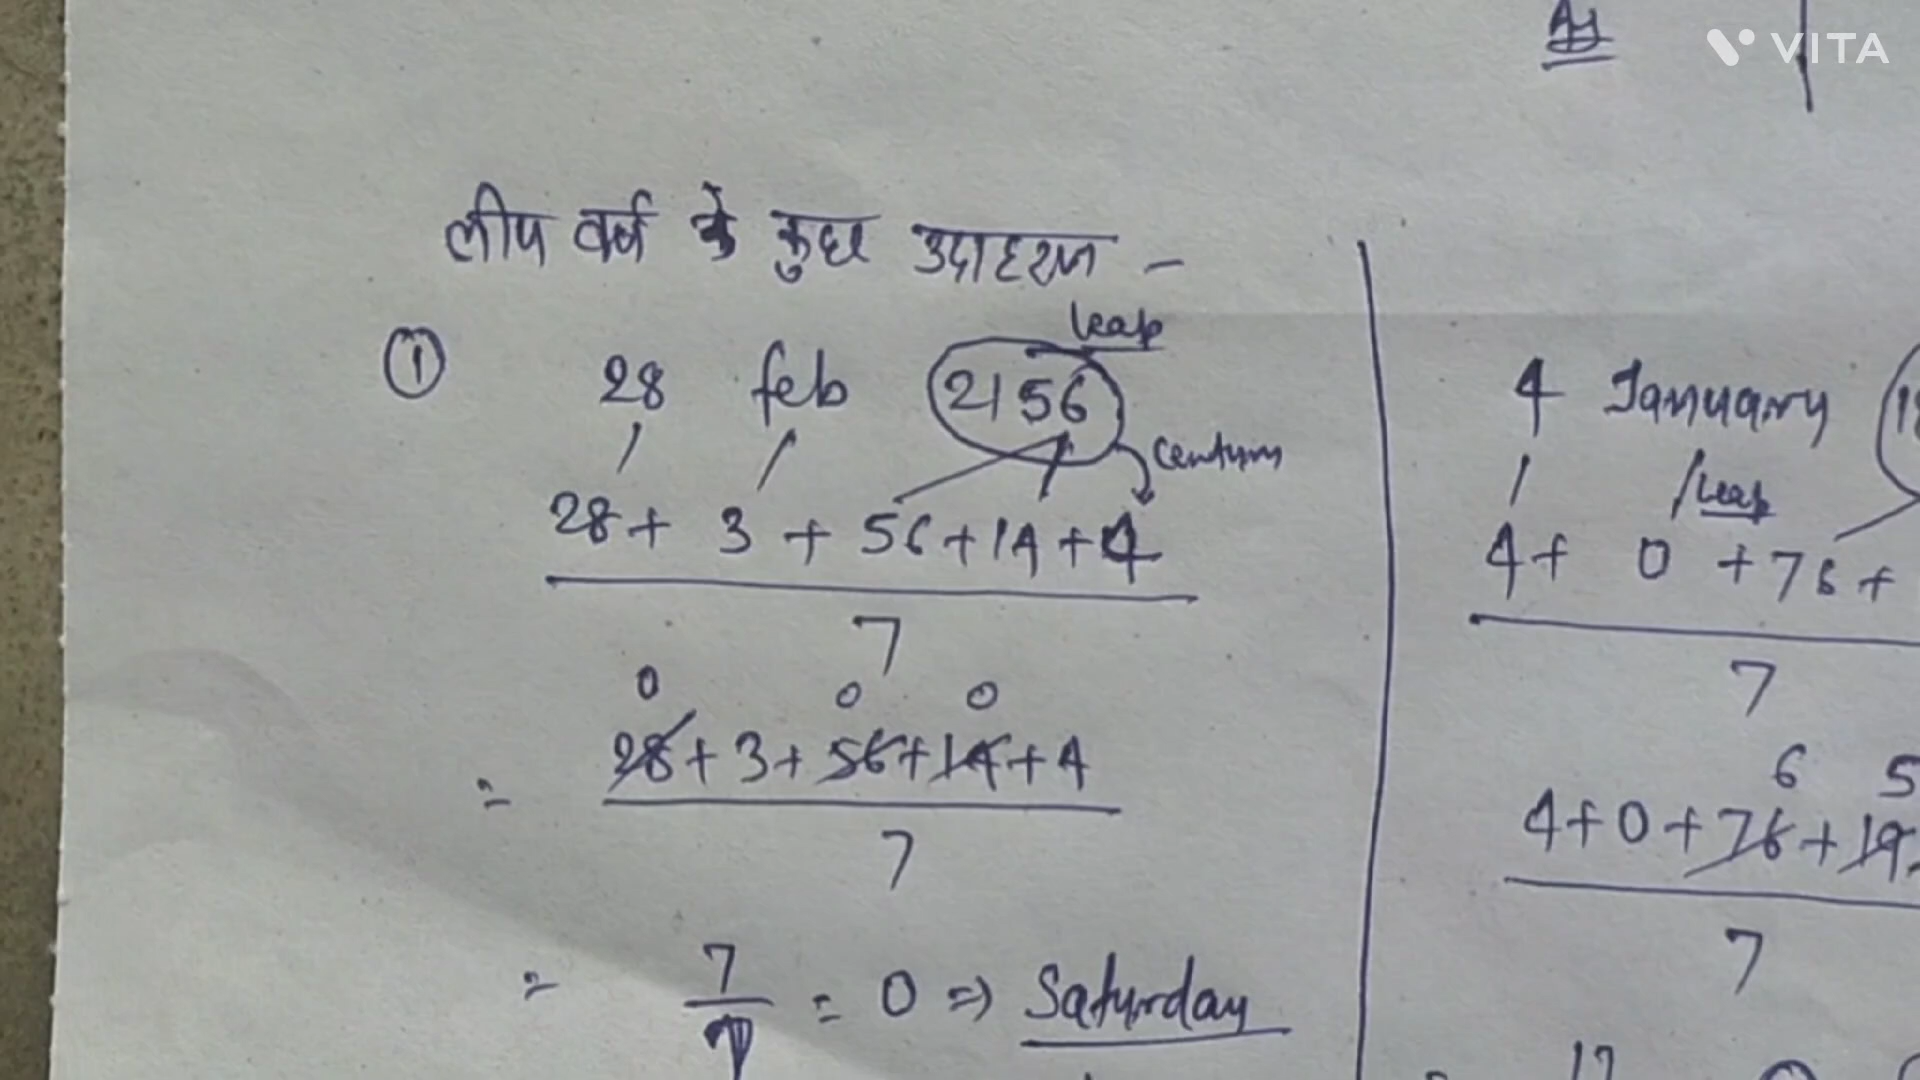 Ans
VITA
लीप वर्ष के कुछ उदाहरण -
① 28 feb 2156 leap
century
28 + 3 + 56 + 14 + 4
7
0 0 0
= 28 + 3 + 56 + 14 + 4
7
= 7/7 = 0 => Saturday
4 January
leap
4 + 0 + 76 +
7
6 5
4 + 0 + 76 + 19
7
17